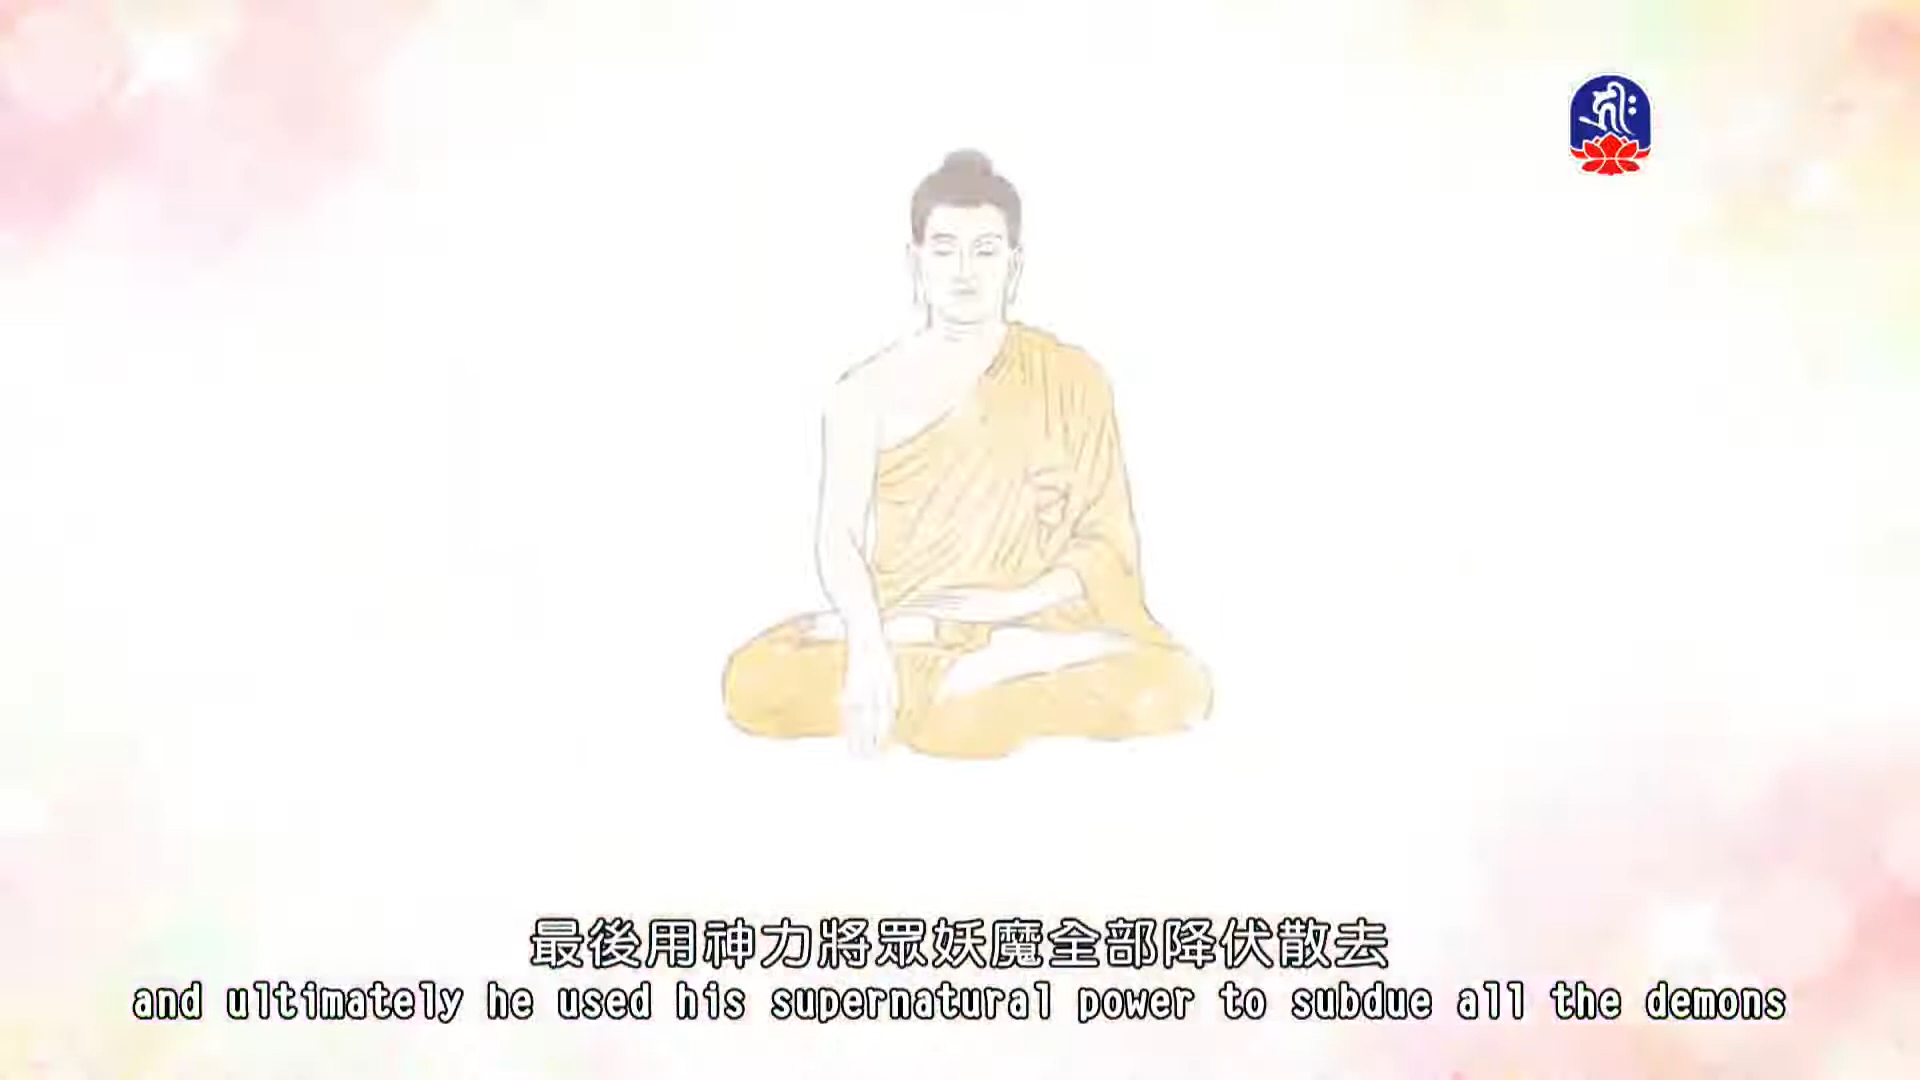 𑖮𑖿𑖨𑖱𑖾
最後用神力將眾妖魔全部降伏散去
and ultimately he used his supernatural power to subdue all the demons